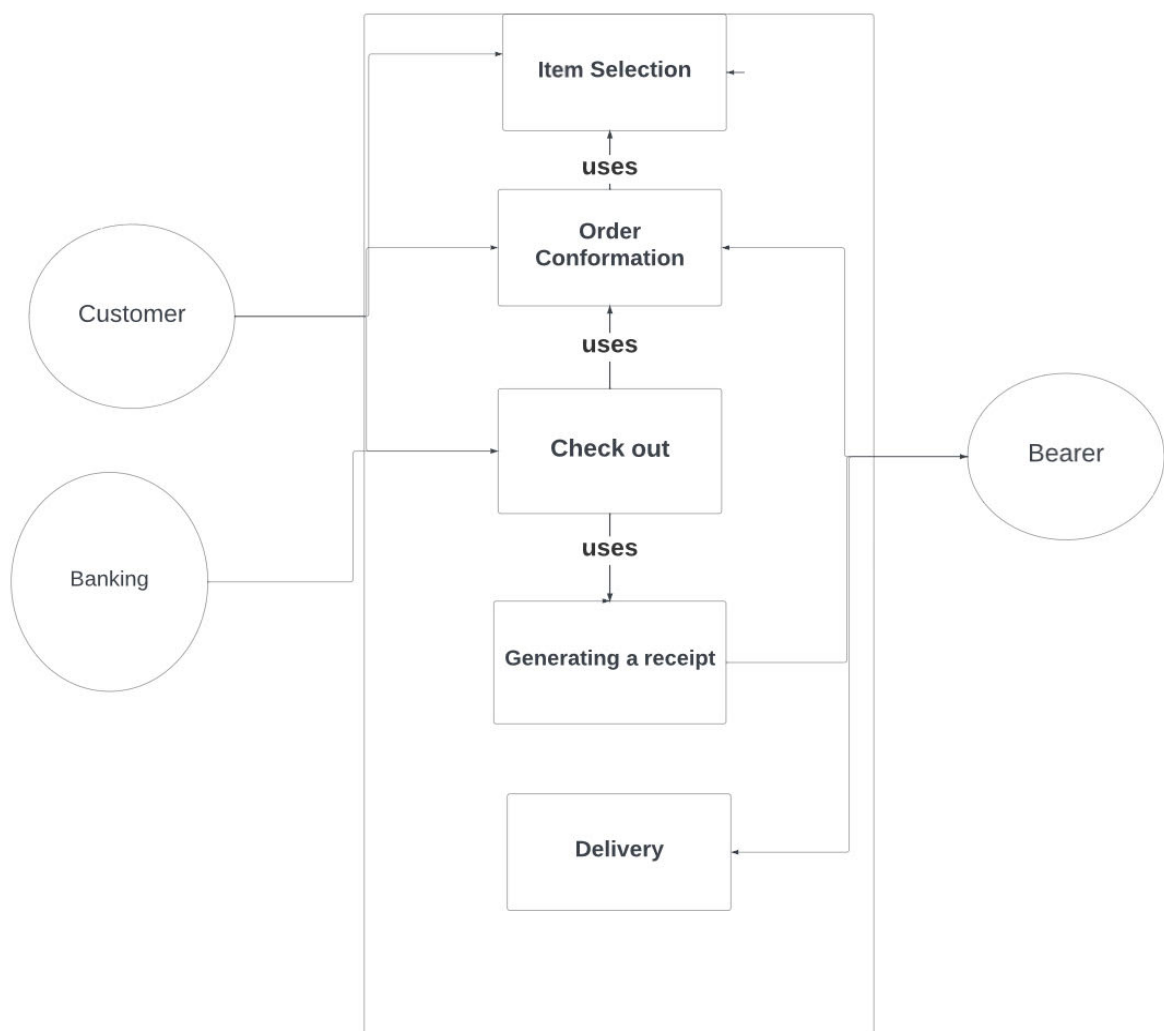 Item Selection
uses
Order
Conformation
Customer
uses
Check out
Bearer
uses
Banking
Generating a receipt
Delivery